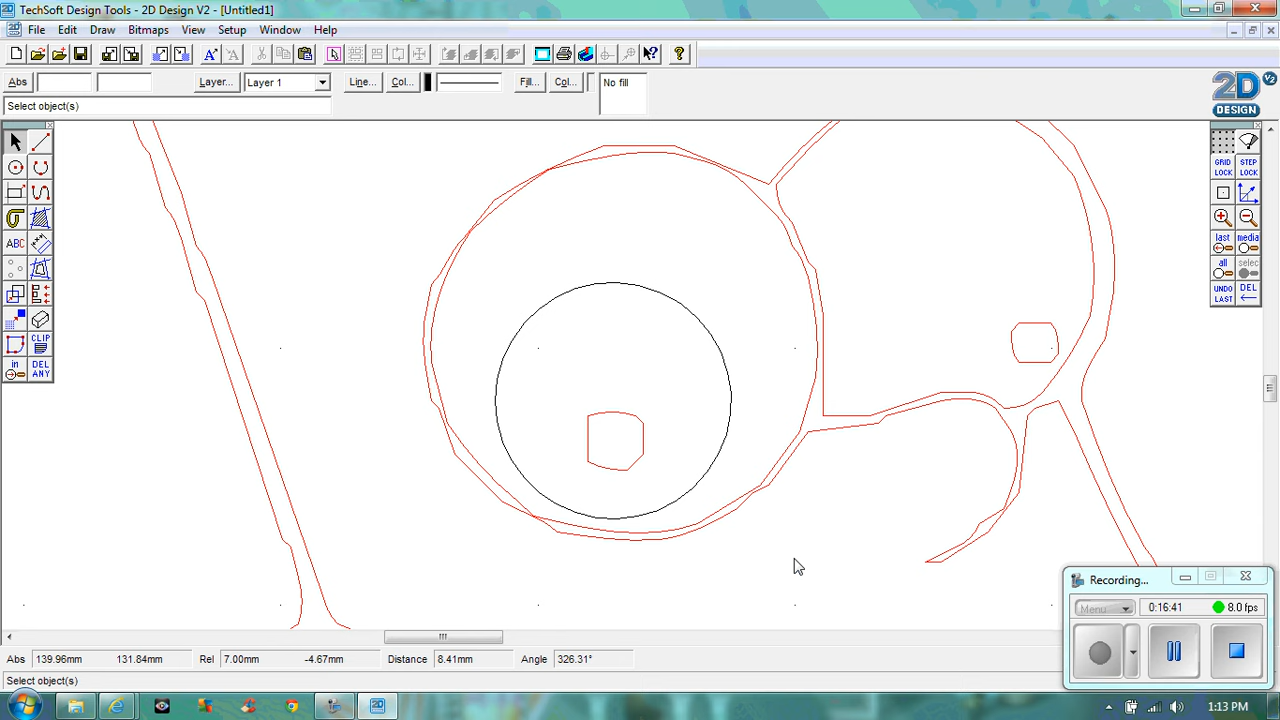 TechSoft Design Tools - 2D Design V2 - [Untitled1]
File Edit Draw Bitmaps View Setup Window Help
Abs Layer... Layer 1 Line... Col... Fill... Col... No fill
2D V2
DESIGN
Select object(s)
GRID LOCK
STEP LOCK
ABC
last
media
all
selec
UNDO LAST
DEL
CLIP
in
DEL ANY
Recording...
Menu 0:16:41 8.0 fps
Abs 139.96mm 131.84mm Rel 7.00mm -4.67mm Distance 8.41mm Angle 326.31°
Select object(s)
1:13 PM